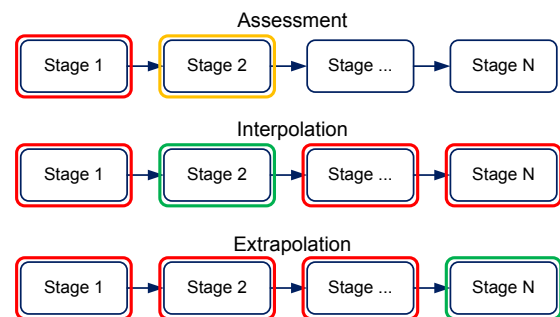 Assessment
Stage 1 Stage 2 Stage ... Stage N
Interpolation
Stage 1 Stage 2 Stage ... Stage N
Extrapolation
Stage 1 Stage 2 Stage ... Stage N